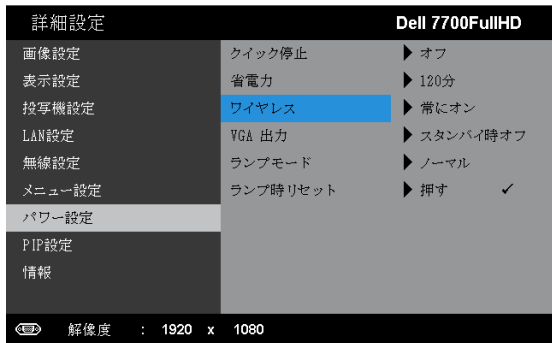 詳細設定 Dell 7700FullHD
画像設定 クイック停止 オフ
表示設定 省電力 120分
投写機設定 ワイヤレス 常にオン
LAN設定 VGA 出力 スタンバイ時オフ
無線設定 ランプモード ノーマル
メニュー設定 ランプ時リセット 押す ✓
パワー設定
PIP設定
情報
解像度 : 1920 x 1080